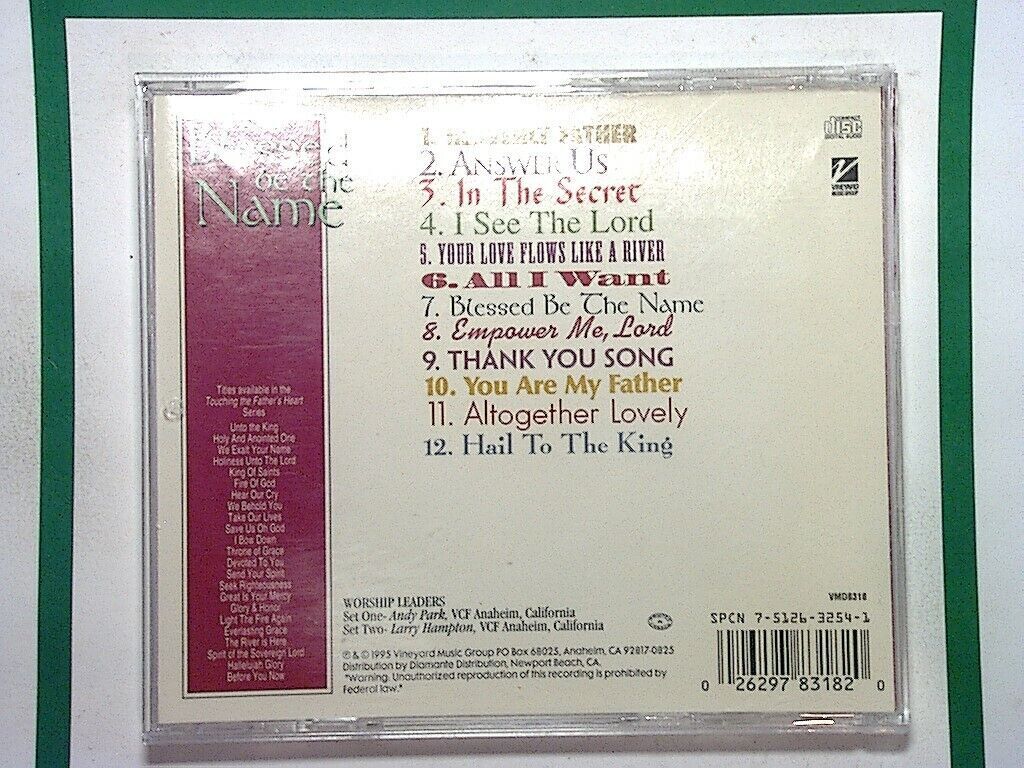 be the
Name
1. FATHER
2. Answer Us
3. In The Secret
4. I See The Lord
5. YOUR LOVE FLOWS LIKE A RIVER
6. All I Want
7. Blessed Be The Name
8. Empower Me, Lord
9. THANK YOU SONG
10. You Are My Father
11. Altogether Lovely
12. Hail To The King
COMPACT
DISC
DIGITAL AUDIO
VINEYARD
MUSIC GROUP
Titles available in the
Touching the Father's Heart
Series
Unto the King
Holy And Anointed One
We Exalt Your Name
Holiness Unto The Lord
King Of Saints
Fire Of God
Hear Our Cry
We Behold You
Take Our Lives
Save Us Oh God
I Bow Down
Throne of Grace
Devoted To You
Send Your Spirit
Seek Righteousness
Great Is Your Mercy
Glory & Honor
Light The Fire Again
Everlasting Grace
The River is Here
Spirit of the Sovereign Lord
Hallelujah Glory
Before You Now
WORSHIP LEADERS
Set One- Andy Park, VCF Anaheim, California
Set Two- Larry Hampton, VCF Anaheim, California
℗ & © 1995 Vineyard Music Group PO Box 68025, Anaheim, CA 92817-0825
Distribution by Diamante Distribution, Newport Beach, CA.
"Warning: Unauthorized reproduction of this recording is prohibited by
Federal law."
VMD8318
SPCN 7-5126-3254-1
0 26297 83182 0